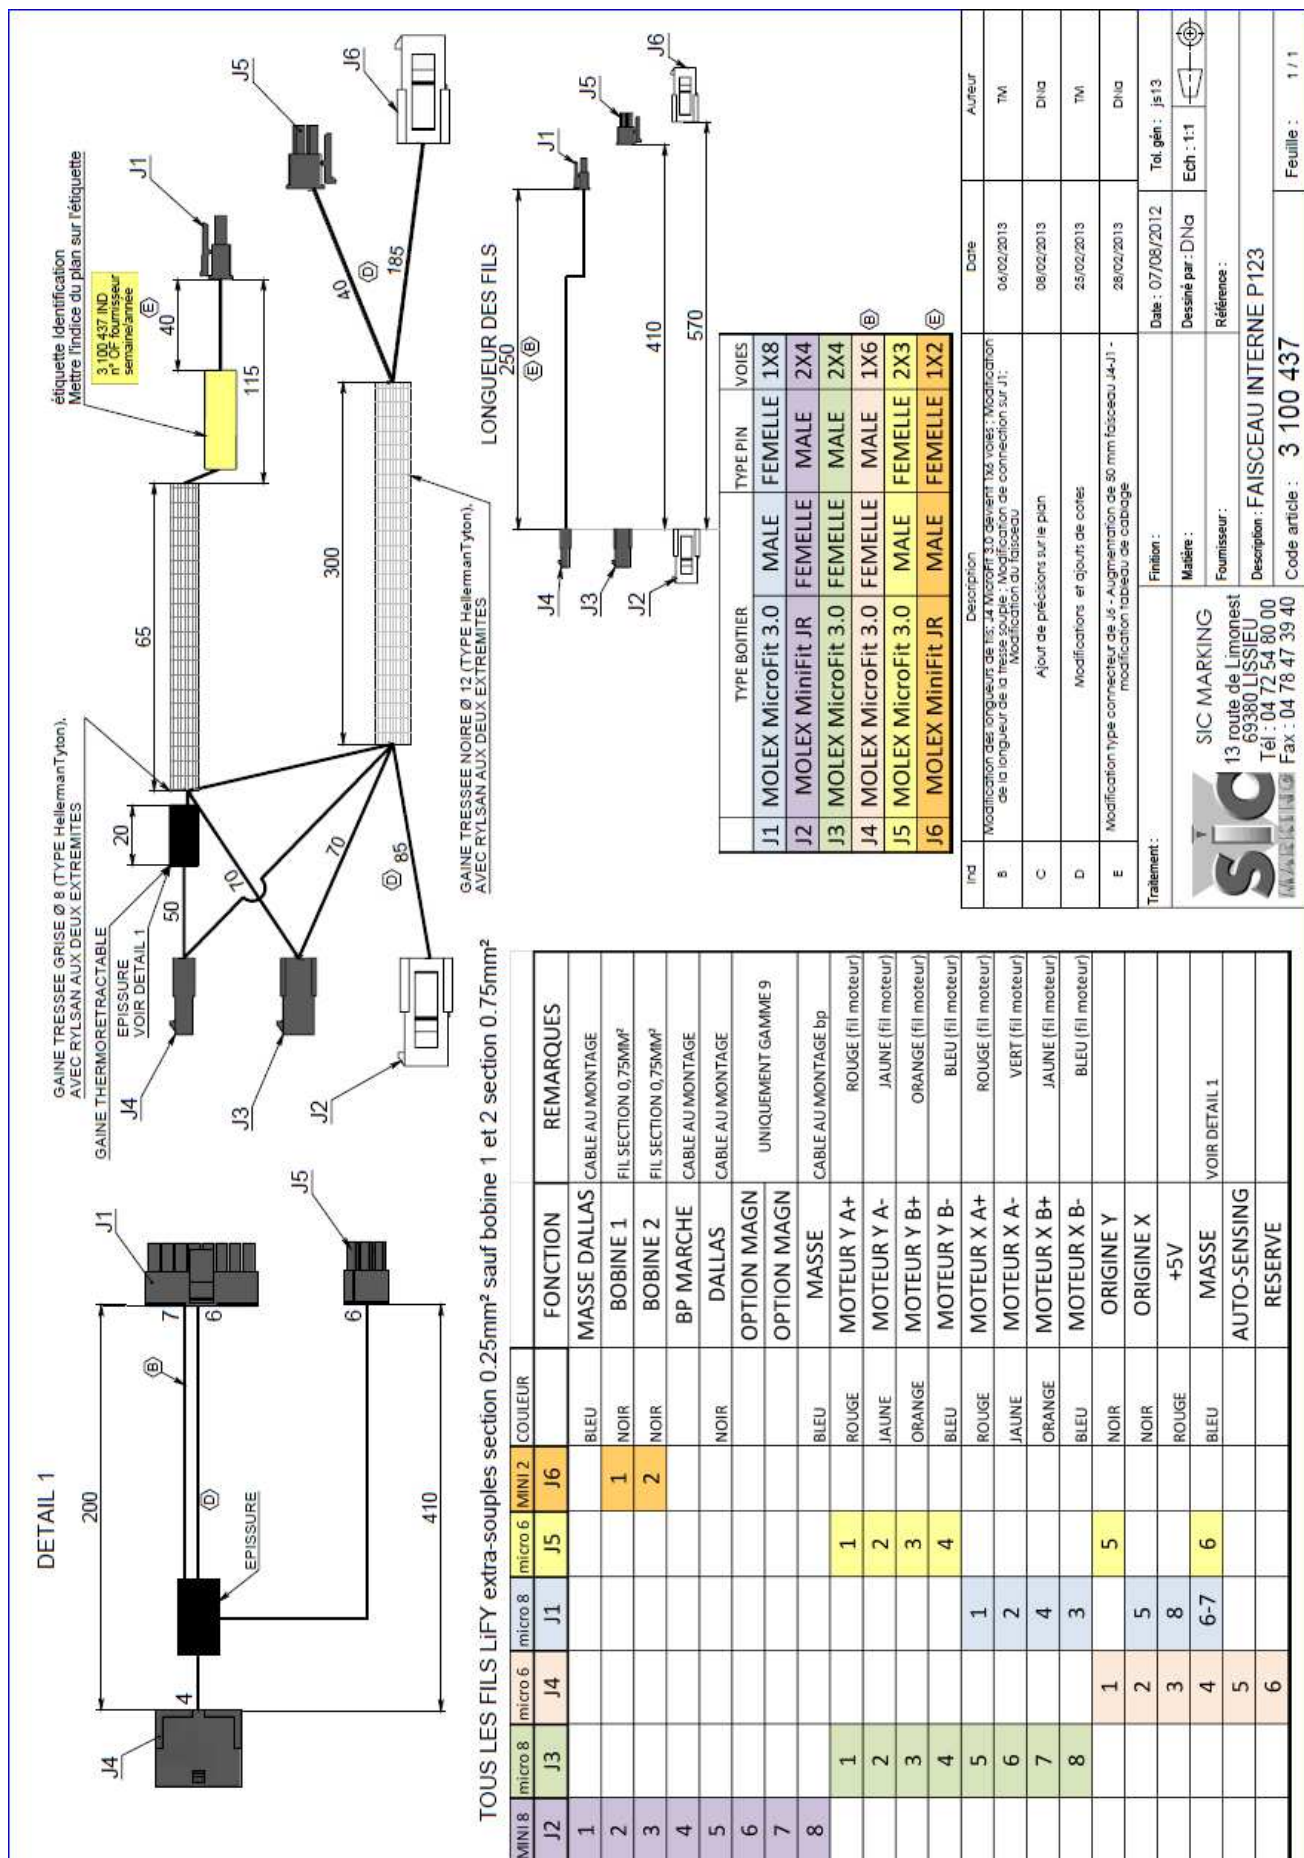 DETAIL 1
200
J4
4
7
6
J1
B
D
EPISSURE
6
J5
410
GAINE TRESSEE GRISE Ø 8 (TYPE HellermanTyton),
AVEC RYLSAN AUX DEUX EXTREMITES
GAINE THERMORETRACTABLE
EPISSURE
VOIR DETAIL 1
J4
J3
J2
50
20
70
70
D 85
65
300
115
40
E
étiquette Identification
Mettre l'indice du plan sur l'étiquette
3 100 437 IND
n° OF fournisseur
semaine/année
J1
J5
J6
40
D
185
GAINE TRESSEE NOIRE Ø 12 (TYPE HellermanTyton),
AVEC RYLSAN AUX DEUX EXTREMITES
LONGUEUR DES FILS
250
E B
J4
J3
J2
J1
J5
J6
410
570
TOUS LES FILS LiFY extra-souples section 0.25mm² sauf bobine 1 et 2 section 0.75mm²
MINI 8 micro 8 micro 6 micro 8 micro 6 MINI 2 COULEUR
J2 J3 J4 J1 J5 J6 FONCTION REMARQUES
1 BLEU MASSE DALLAS CABLE AU MONTAGE
2 1 NOIR BOBINE 1 FIL SECTION 0,75MM²
3 2 NOIR BOBINE 2 FIL SECTION 0,75MM²
4 BP MARCHE CABLE AU MONTAGE
5 NOIR DALLAS CABLE AU MONTAGE
6 OPTION MAGN UNIQUEMENT GAMME 9
7 OPTION MAGN
8 BLEU MASSE CABLE AU MONTAGE bp
1 1 ROUGE MOTEUR Y A+ ROUGE (fil moteur)
2 2 JAUNE MOTEUR Y A- JAUNE (fil moteur)
3 3 ORANGE MOTEUR Y B+ ORANGE (fil moteur)
4 4 BLEU MOTEUR Y B- BLEU (fil moteur)
5 1 ROUGE MOTEUR X A+ ROUGE (fil moteur)
6 2 JAUNE MOTEUR X A- VERT (fil moteur)
7 4 ORANGE MOTEUR X B+ JAUNE (fil moteur)
8 3 BLEU MOTEUR X B- BLEU (fil moteur)
1 5 NOIR ORIGINE Y
2 5 NOIR ORIGINE X
3 8 ROUGE +5V
4 6-7 6 BLEU MASSE VOIR DETAIL 1
5 AUTO-SENSING
6 RESERVE
TYPE BOITIER TYPE PIN VOIES
J1 MOLEX MicroFit 3.0 MALE FEMELLE 1X8
J2 MOLEX MiniFit JR FEMELLE MALE 2X4
J3 MOLEX MicroFit 3.0 FEMELLE MALE 2X4
J4 MOLEX MicroFit 3.0 FEMELLE MALE 1X6 B
J5 MOLEX MicroFit 3.0 MALE FEMELLE 2X3
J6 MOLEX MiniFit JR MALE FEMELLE 1X2 E
Ind Description Date Auteur
B Modification des longueurs de fils; J4 MicroFit 3.0 devient 1x6 voies ; Modification
de la longueur de la tresse souple ; Modification de connection sur J1;
Modification du faisceau 06/02/2013 TM
C Ajout de précisions sur le plan 08/02/2013 DNa
D Modifications et ajouts de cotes 25/02/2013 TM
E Modification type connecteur de J6 - Augmentation de 50 mm faisceau J4-J1 -
modification tableau de cablage 28/02/2013 DNa
Traitement : Finition : Date : 07/08/2012 Tol. gén : js13
Matière : Dessiné par : DNa Ech : 1:1
Fournisseur : Référence :
Description : FAISCEAU INTERNE P123
Code article : 3 100 437 Feuille : 1 / 1
SIC MARKING
13 route de Limonest
69380 LISSIEU
Tél : 04 72 54 80 00
Fax : 04 78 47 39 40
SIC
MARKING